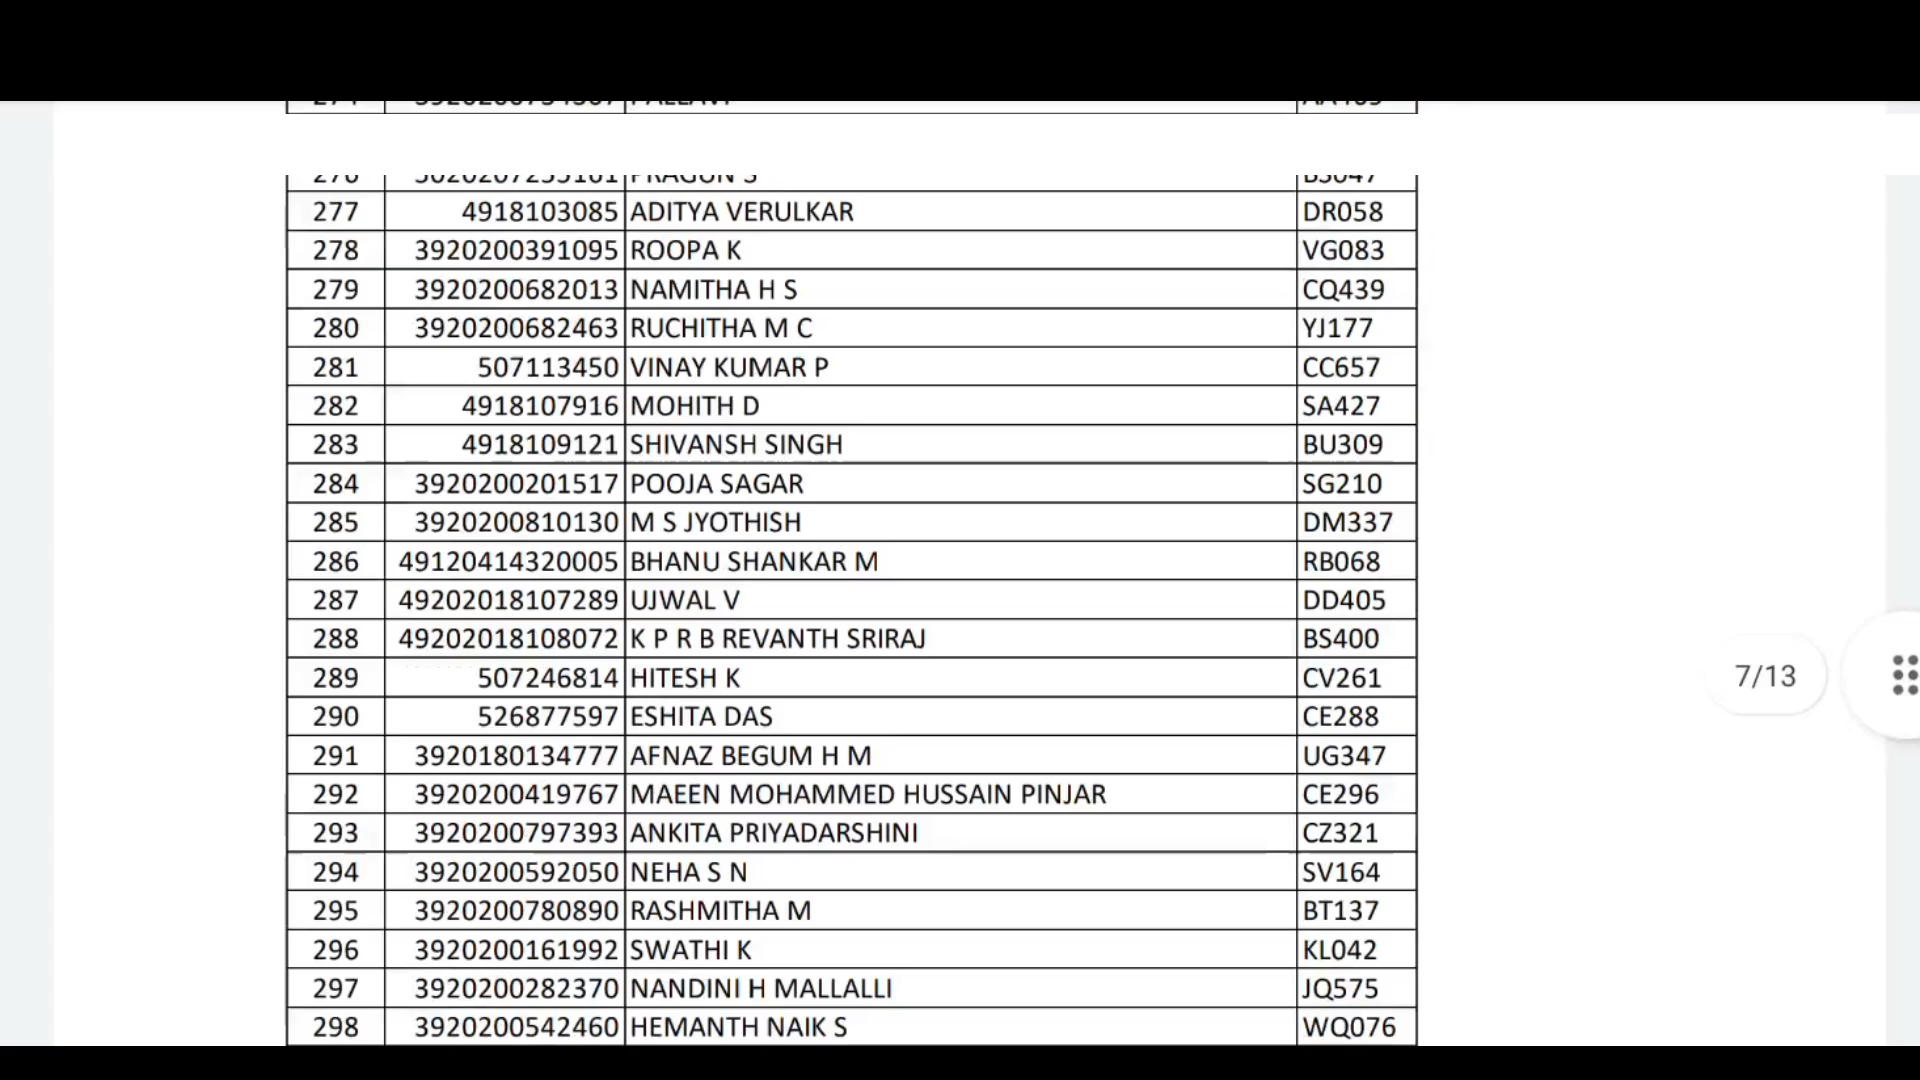 277 4918103085 ADITYA VERULKAR DR058
278 3920200391095 ROOPA K VG083
279 3920200682013 NAMITHA H S CQ439
280 3920200682463 RUCHITHA M C YJ177
281 507113450 VINAY KUMAR P CC657
282 4918107916 MOHITH D SA427
283 4918109121 SHIVANSH SINGH BU309
284 3920200201517 POOJA SAGAR SG210
285 3920200810130 M S JYOTHISH DM337
286 49120414320005 BHANU SHANKAR M RB068
287 49202018107289 UJWAL V DD405
288 49202018108072 K P R B REVANTH SRIRAJ BS400
289 507246814 HITESH K CV261
290 526877597 ESHITA DAS CE288
291 3920180134777 AFNAZ BEGUM H M UG347
292 3920200419767 MAEEN MOHAMMED HUSSAIN PINJAR CE296
293 3920200797393 ANKITA PRIYADARSHINI CZ321
294 3920200592050 NEHA S N SV164
295 3920200780890 RASHMITHA M BT137
296 3920200161992 SWATHI K KL042
297 3920200282370 NANDINI H MALLALLI JQ575
298 3920200542460 HEMANTH NAIK S WQ076
7/13